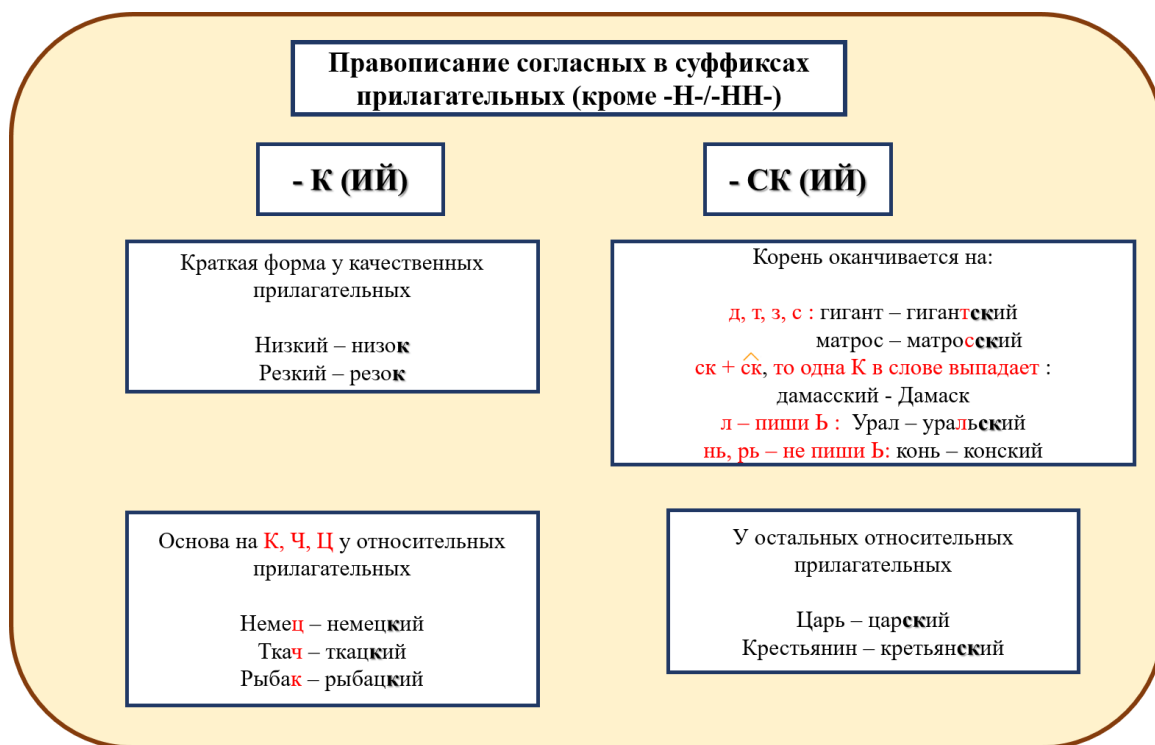 Правописание согласных в суффиксах
прилагательных (кроме -Н-/-НН-)
- К (ИЙ)
Краткая форма у качественных
прилагательных
Низкий – низок
Резкий – резок
Основа на К, Ч, Ц у относительных
прилагательных
Немец – немецкий
Ткач – ткацкий
Рыбак – рыбацкий
- СК (ИЙ)
Корень оканчивается на:
д, т, з, с : гигант – гигантский
матрос – матросский
ск + ск, то одна К в слове выпадает :
дамасский - Дамаск
л – пиши Ь : Урал – уральский
нь, рь – не пиши Ь: конь – конский
У остальных относительных
прилагательных
Царь – царский
Крестьянин – кретьянский